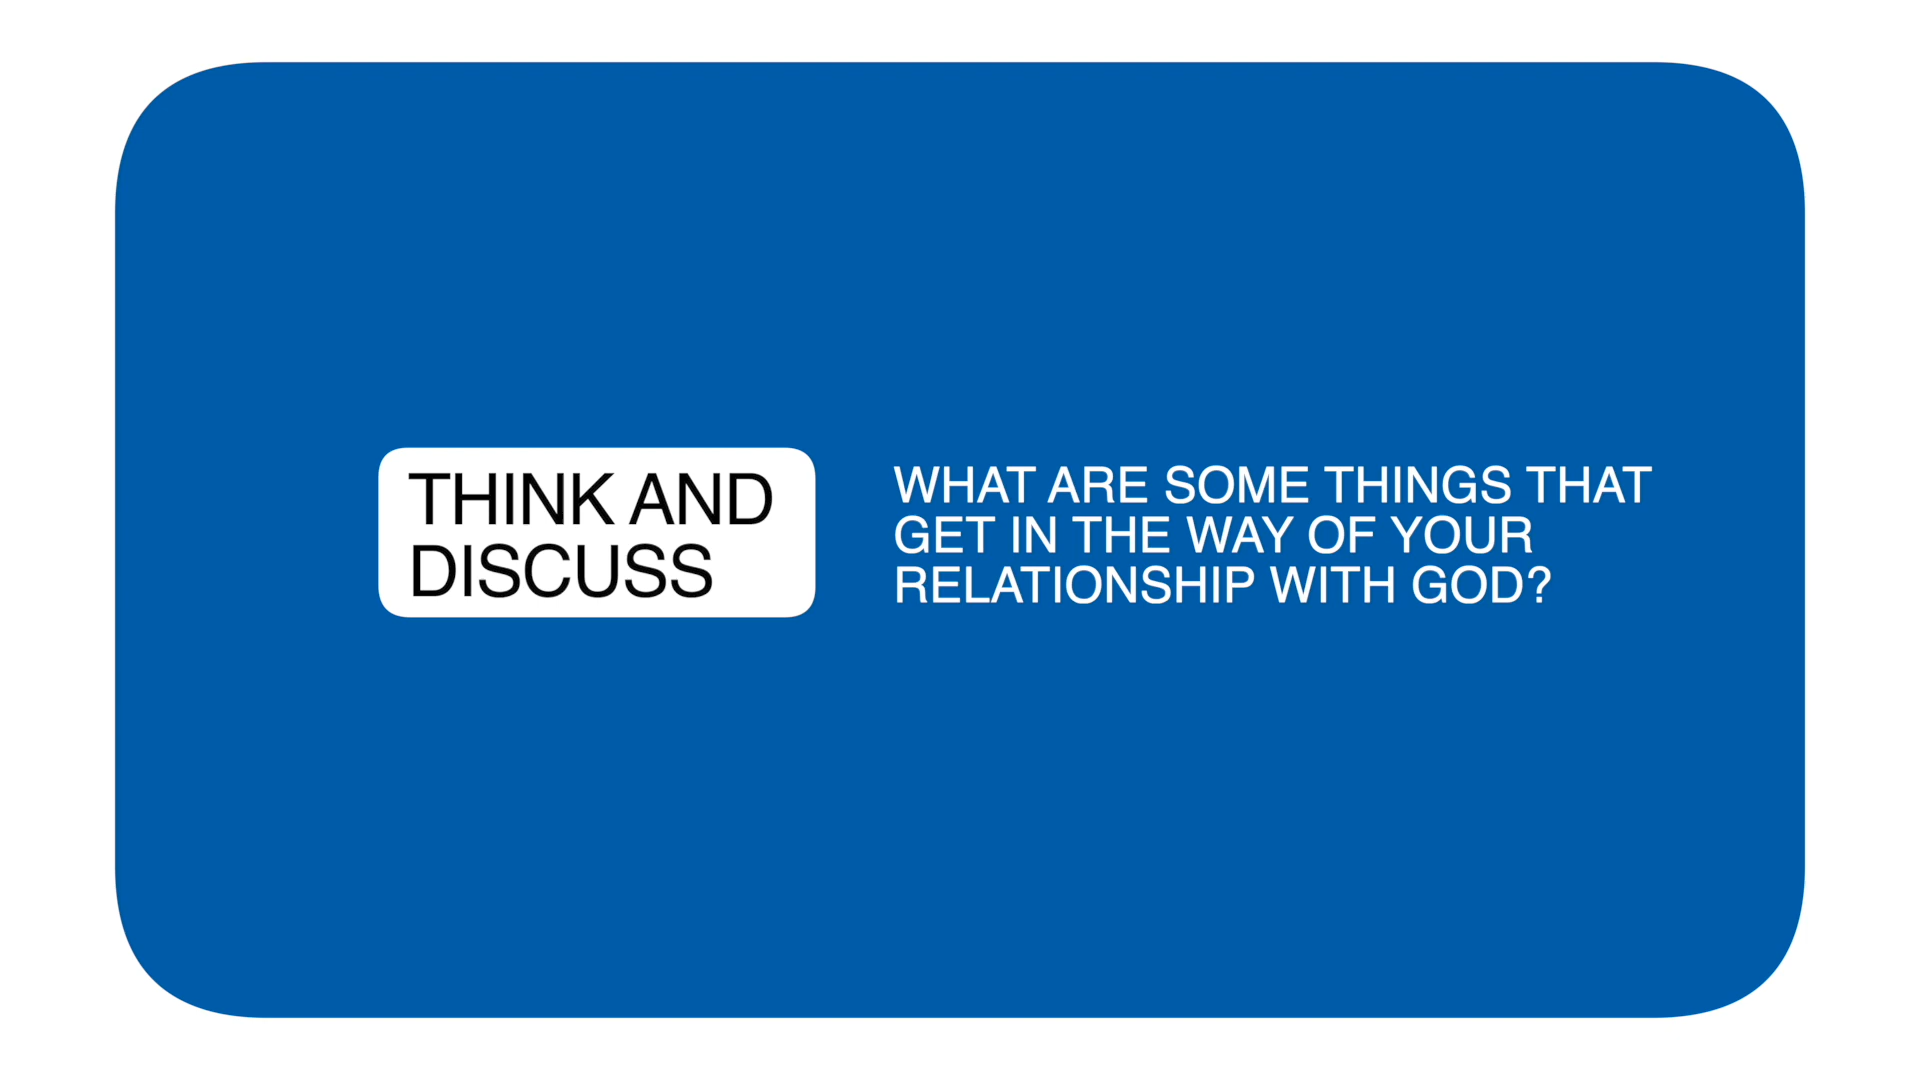 THINK AND
DISCUSS
WHAT ARE SOME THINGS THAT
GET IN THE WAY OF YOUR
RELATIONSHIP WITH GOD?